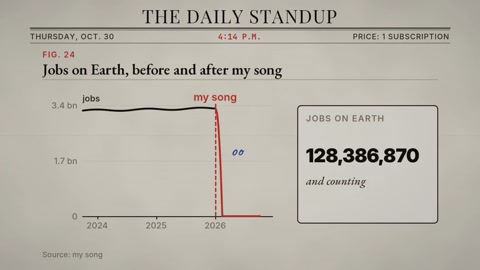 THE DAILY STANDUP
THURSDAY, OCT. 30
4:14 P.M.
PRICE: 1 SUBSCRIPTION
FIG. 24
Jobs on Earth, before and after my song
3.4 bn
jobs
my song
JOBS ON EARTH
1,7 bn
128,386,870
and counting
0
2024
2025
2026
Source: my song